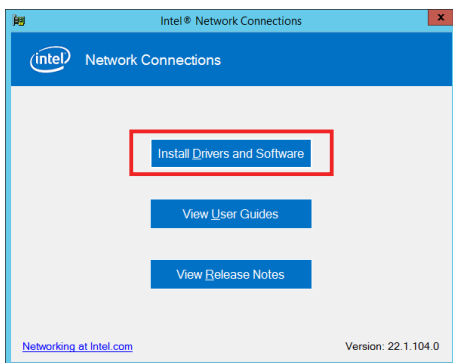 Intel® Network Connections
x
intel Network Connections
Install Drivers and Software
View User Guides
View Release Notes
Networking at Intel.com Version: 22.1.104.0